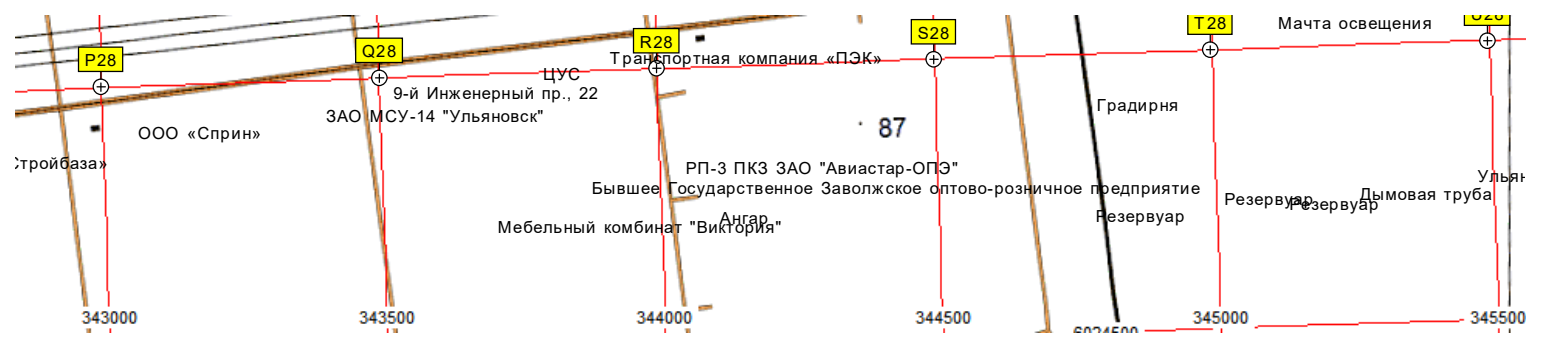 U28
T28
Мачта освещения
S28
R28
Q28
P28
Транспортная компания «ПЭК»
ЦУС
9-й Инженерный пр., 22
Градирня
ЗАО МСУ-14 "Ульяновск"
87
ООО «Сприн»
Стройбаза»
РП-3 ПКЗ ЗАО "Авиастар-ОПЭ"
Бывшее Государственное Заволжское оптово-розничное предприятие
Дымовая труба
Резервуар
Резервуар
Резервуар
Ангар
Мебельный комбинат "Виктория"
343000
343500
344000
344500
345000
345500
6024500